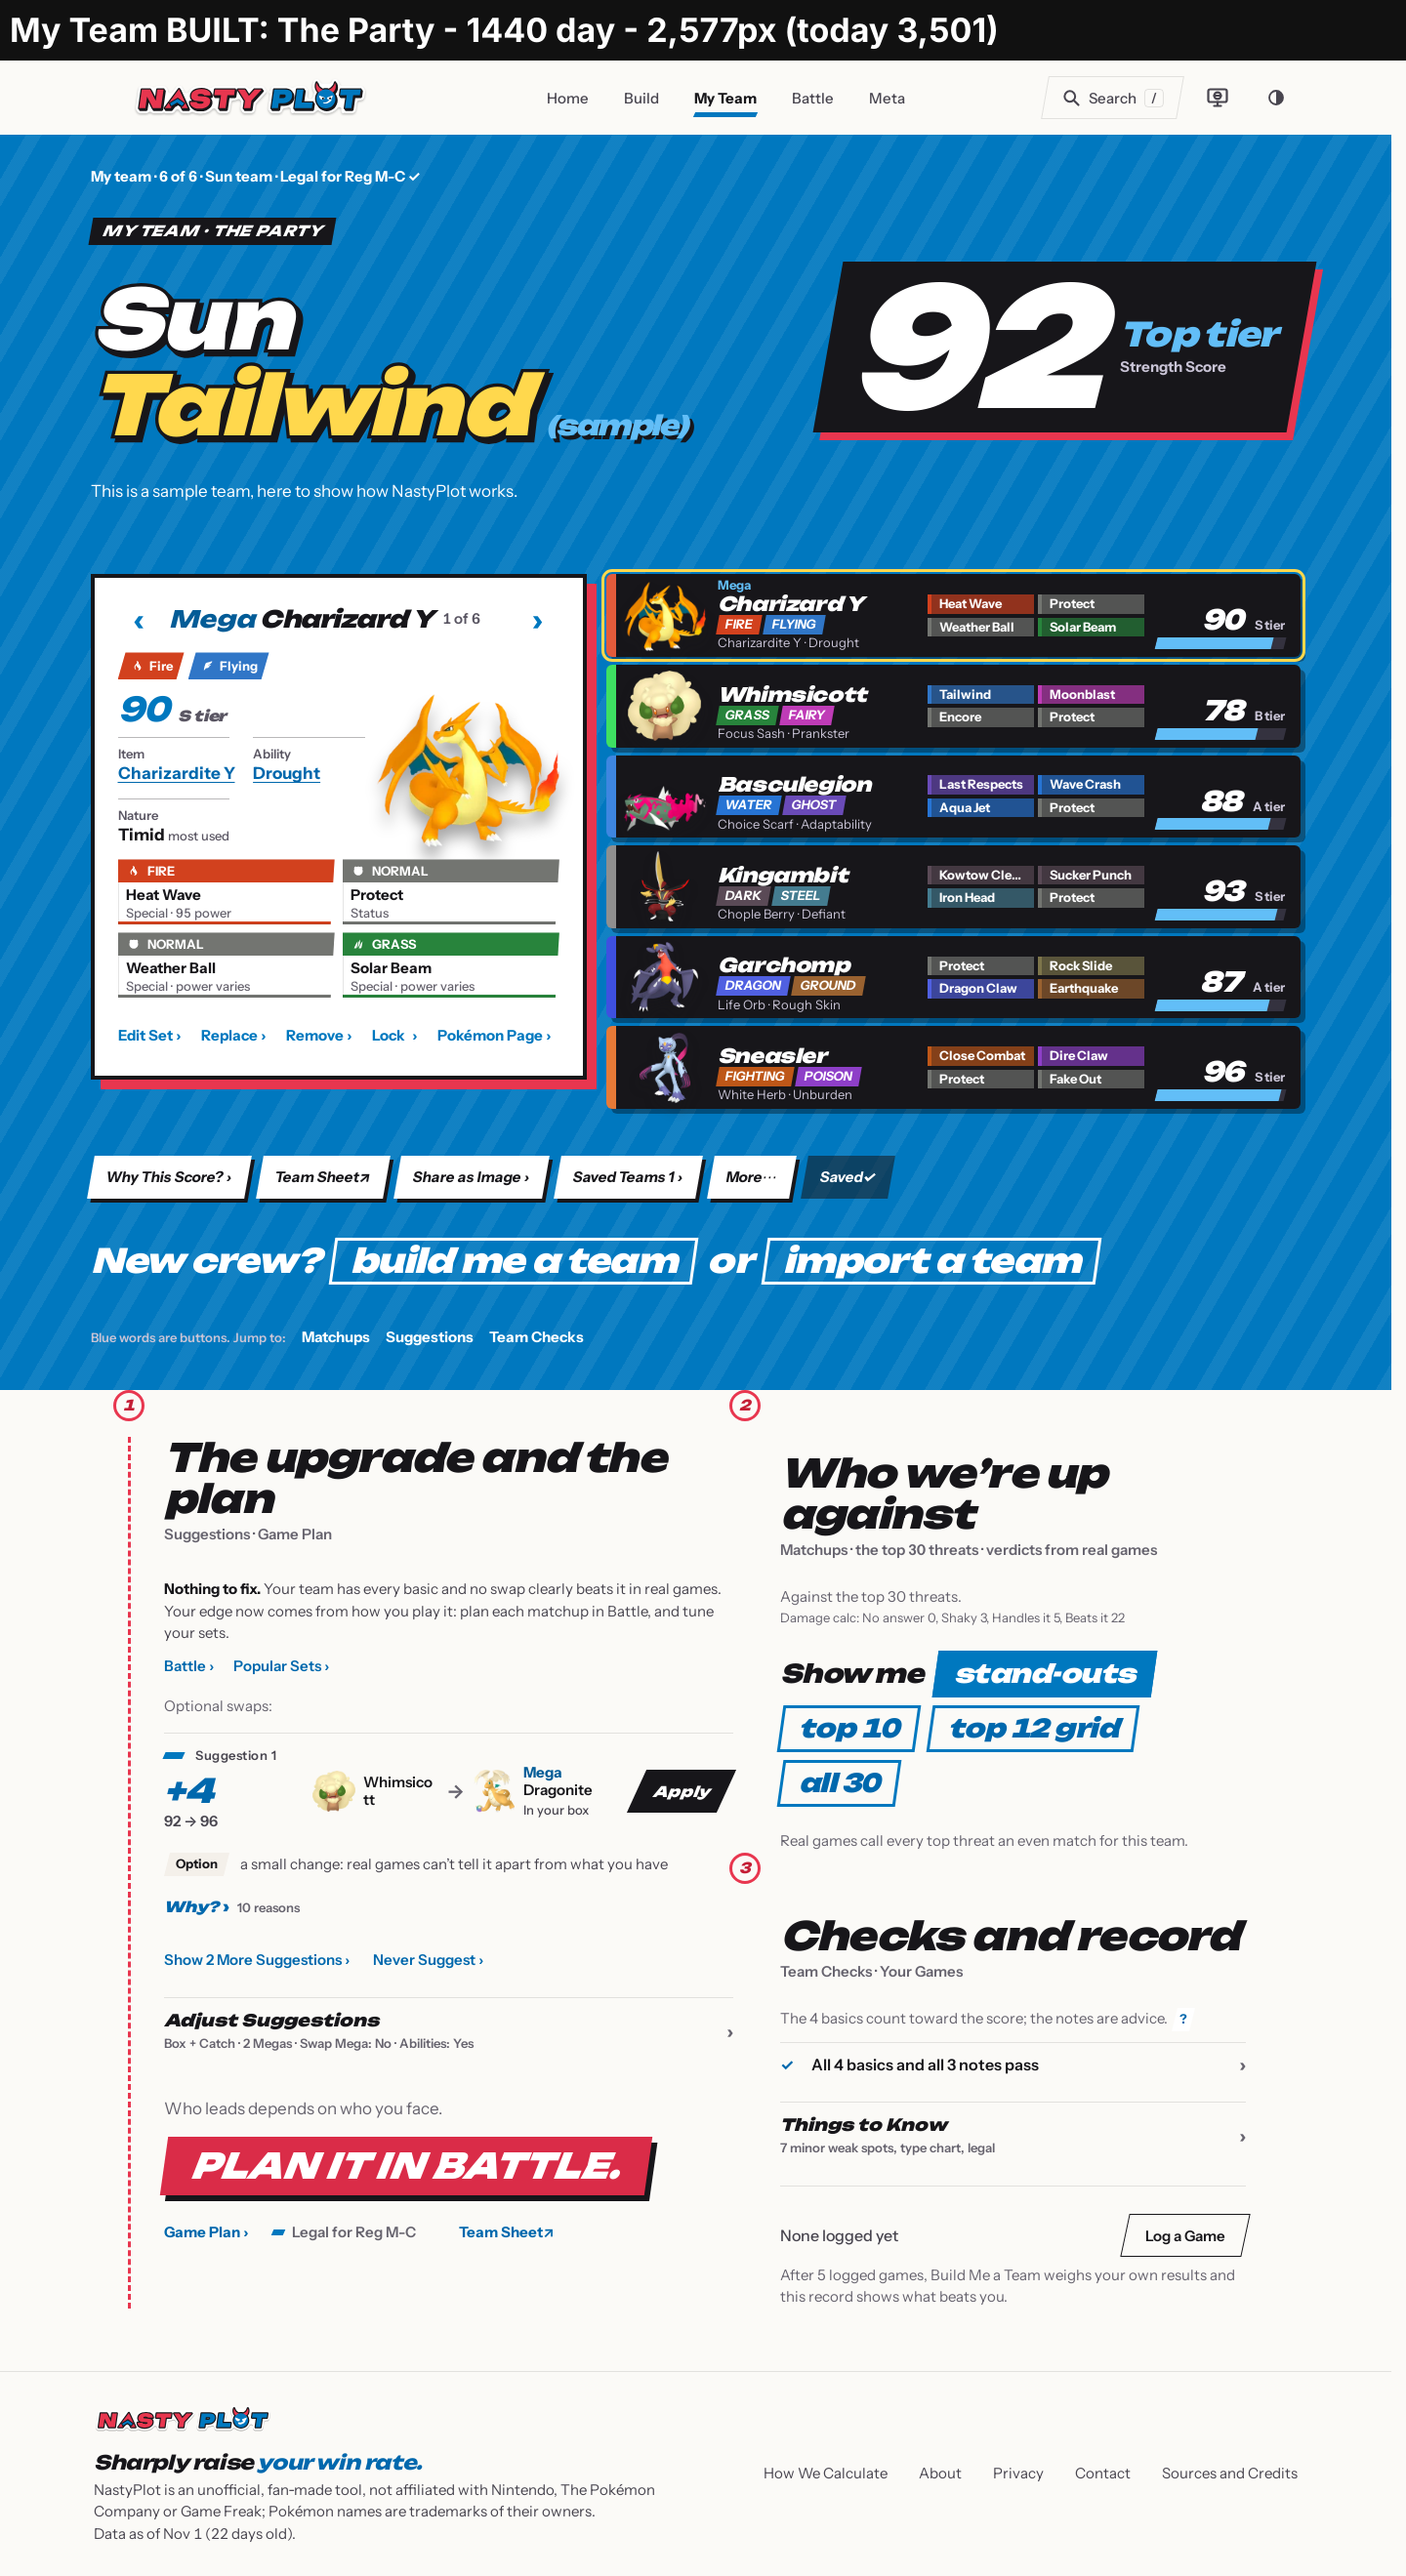 My Team BUILT: The Party - 1440 day - 2,577px (today 3,501)
NASTY PLOT
Home Build My Team Battle Meta
Search /
My team · 6 of 6 · Sun team · Legal for Reg M-C ✓
MY TEAM · THE PARTY
Sun
Tailwind (sample)
92 Top tier
Strength Score
This is a sample team, here to show how NastyPlot works.
‹ Mega Charizard Y 1 of 6 ›
Fire Flying
90 S tier
Item Ability
Charizardite Y Drought
Nature
Timid most used
FIRE NORMAL
Heat Wave Protect
Special · 95 power Status
NORMAL GRASS
Weather Ball Solar Beam
Special · power varies Special · power varies
Edit Set › Replace › Remove › Lock › Pokémon Page ›
Mega
Charizard Y
FIRE FLYING
Charizardite Y · Drought
Heat Wave Protect
Weather Ball Solar Beam
90 S tier
Whimsicott
GRASS FAIRY
Focus Sash · Prankster
Tailwind Moonblast
Encore Protect
78 B tier
Basculegion
WATER GHOST
Choice Scarf · Adaptability
Last Respects Wave Crash
Aqua Jet Protect
88 A tier
Kingambit
DARK STEEL
Chople Berry · Defiant
Kowtow Cle... Sucker Punch
Iron Head Protect
93 S tier
Garchomp
DRAGON GROUND
Life Orb · Rough Skin
Protect Rock Slide
Dragon Claw Earthquake
87 A tier
Sneasler
FIGHTING POISON
White Herb · Unburden
Close Combat Dire Claw
Protect Fake Out
96 S tier
Why This Score? › Team Sheet↗ Share as Image › Saved Teams 1 › More··· Saved✓
New crew? build me a team or import a team
Blue words are buttons. Jump to: Matchups Suggestions Team Checks
1
The upgrade and the
plan
Suggestions · Game Plan
Nothing to fix. Your team has every basic and no swap clearly beats it in real games.
Your edge now comes from how you play it: plan each matchup in Battle, and tune
your sets.
Battle › Popular Sets ›
Optional swaps:
Suggestion 1
+4
92 → 96
Whimsico
tt
→
Mega
Dragonite
In your box
Apply
Option a small change: real games can't tell it apart from what you have
Why? › 10 reasons
Show 2 More Suggestions › Never Suggest ›
Adjust Suggestions
Box + Catch · 2 Megas · Swap Mega: No · Abilities: Yes
›
Who leads depends on who you face.
PLAN IT IN BATTLE.
Game Plan › Legal for Reg M-C Team Sheet↗
2
Who we're up
against
Matchups · the top 30 threats · verdicts from real games
Against the top 30 threats.
Damage calc: No answer 0, Shaky 3, Handles it 5, Beats it 22
Show me stand-outs
top 10 top 12 grid
all 30
Real games call every top threat an even match for this team.
3
Checks and record
Team Checks · Your Games
The 4 basics count toward the score; the notes are advice. ?
✓ All 4 basics and all 3 notes pass ›
Things to Know
7 minor weak spots, type chart, legal
›
None logged yet Log a Game
After 5 logged games, Build Me a Team weighs your own results and
this record shows what beats you.
NASTY PLOT
Sharply raise your win rate.
NastyPlot is an unofficial, fan-made tool, not affiliated with Nintendo, The Pokémon
Company or Game Freak; Pokémon names are trademarks of their owners.
Data as of Nov 1 (22 days old).
How We Calculate About Privacy Contact Sources and Credits